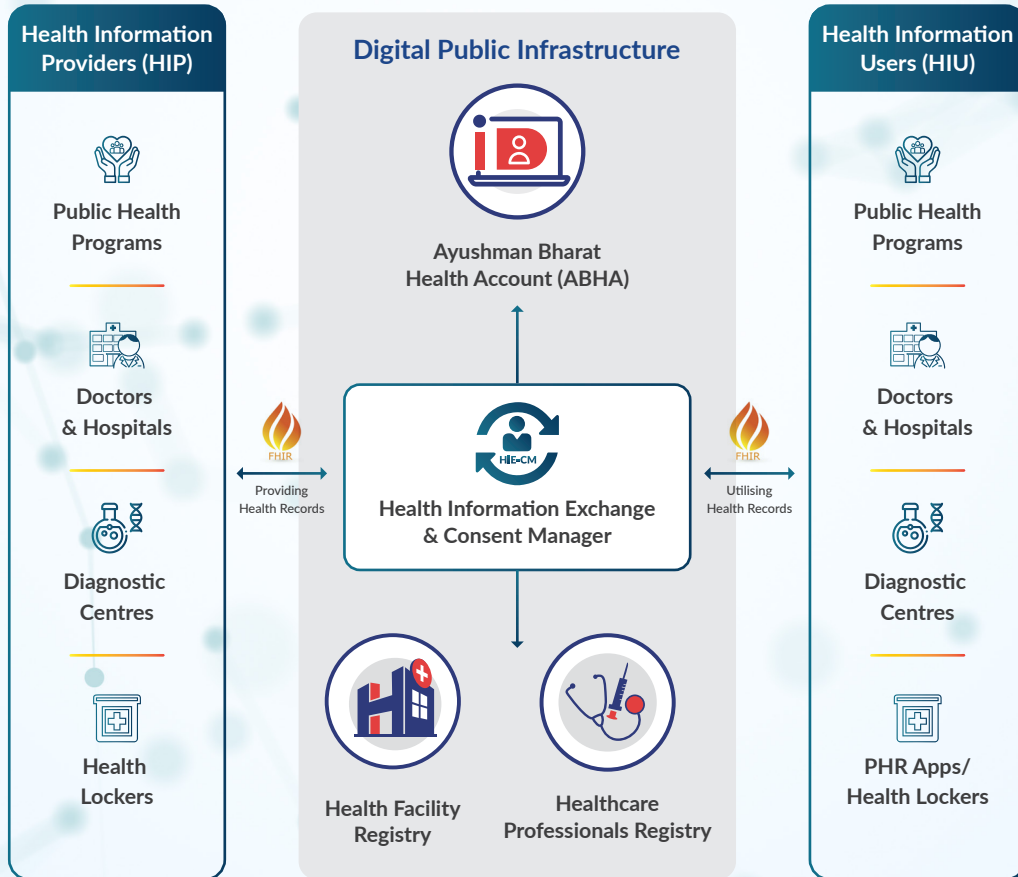 Health Information
Providers (HIP)
Public Health
Programs
Doctors
& Hospitals
Diagnostic
Centres
Health
Lockers
FHIR
Providing
Health Records
Digital Public Infrastructure
iD
Ayushman Bharat
Health Account (ABHA)
HIE-CM
Health Information Exchange
& Consent Manager
H
Health Facility
Registry
Healthcare
Professionals Registry
FHIR
Utilising
Health Records
Health Information
Users (HIU)
Public Health
Programs
Doctors
& Hospitals
Diagnostic
Centres
PHR Apps/
Health Lockers